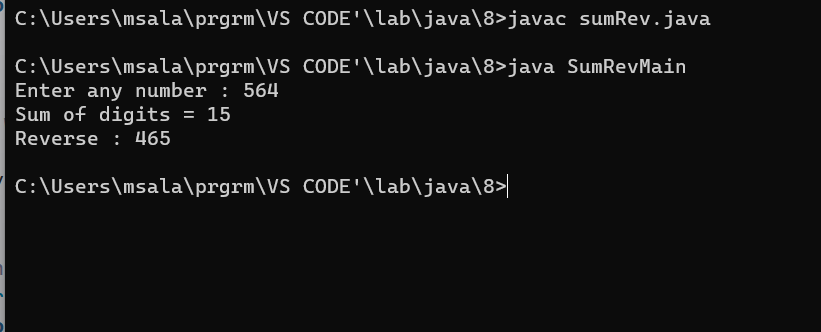 C:\Users\msala\prgrm\VS CODE'\lab\java\8>javac sumRev.java
C:\Users\msala\prgrm\VS CODE'\lab\java\8>java SumRevMain
Enter any number : 564
Sum of digits = 15
Reverse : 465
C:\Users\msala\prgrm\VS CODE'\lab\java\8>